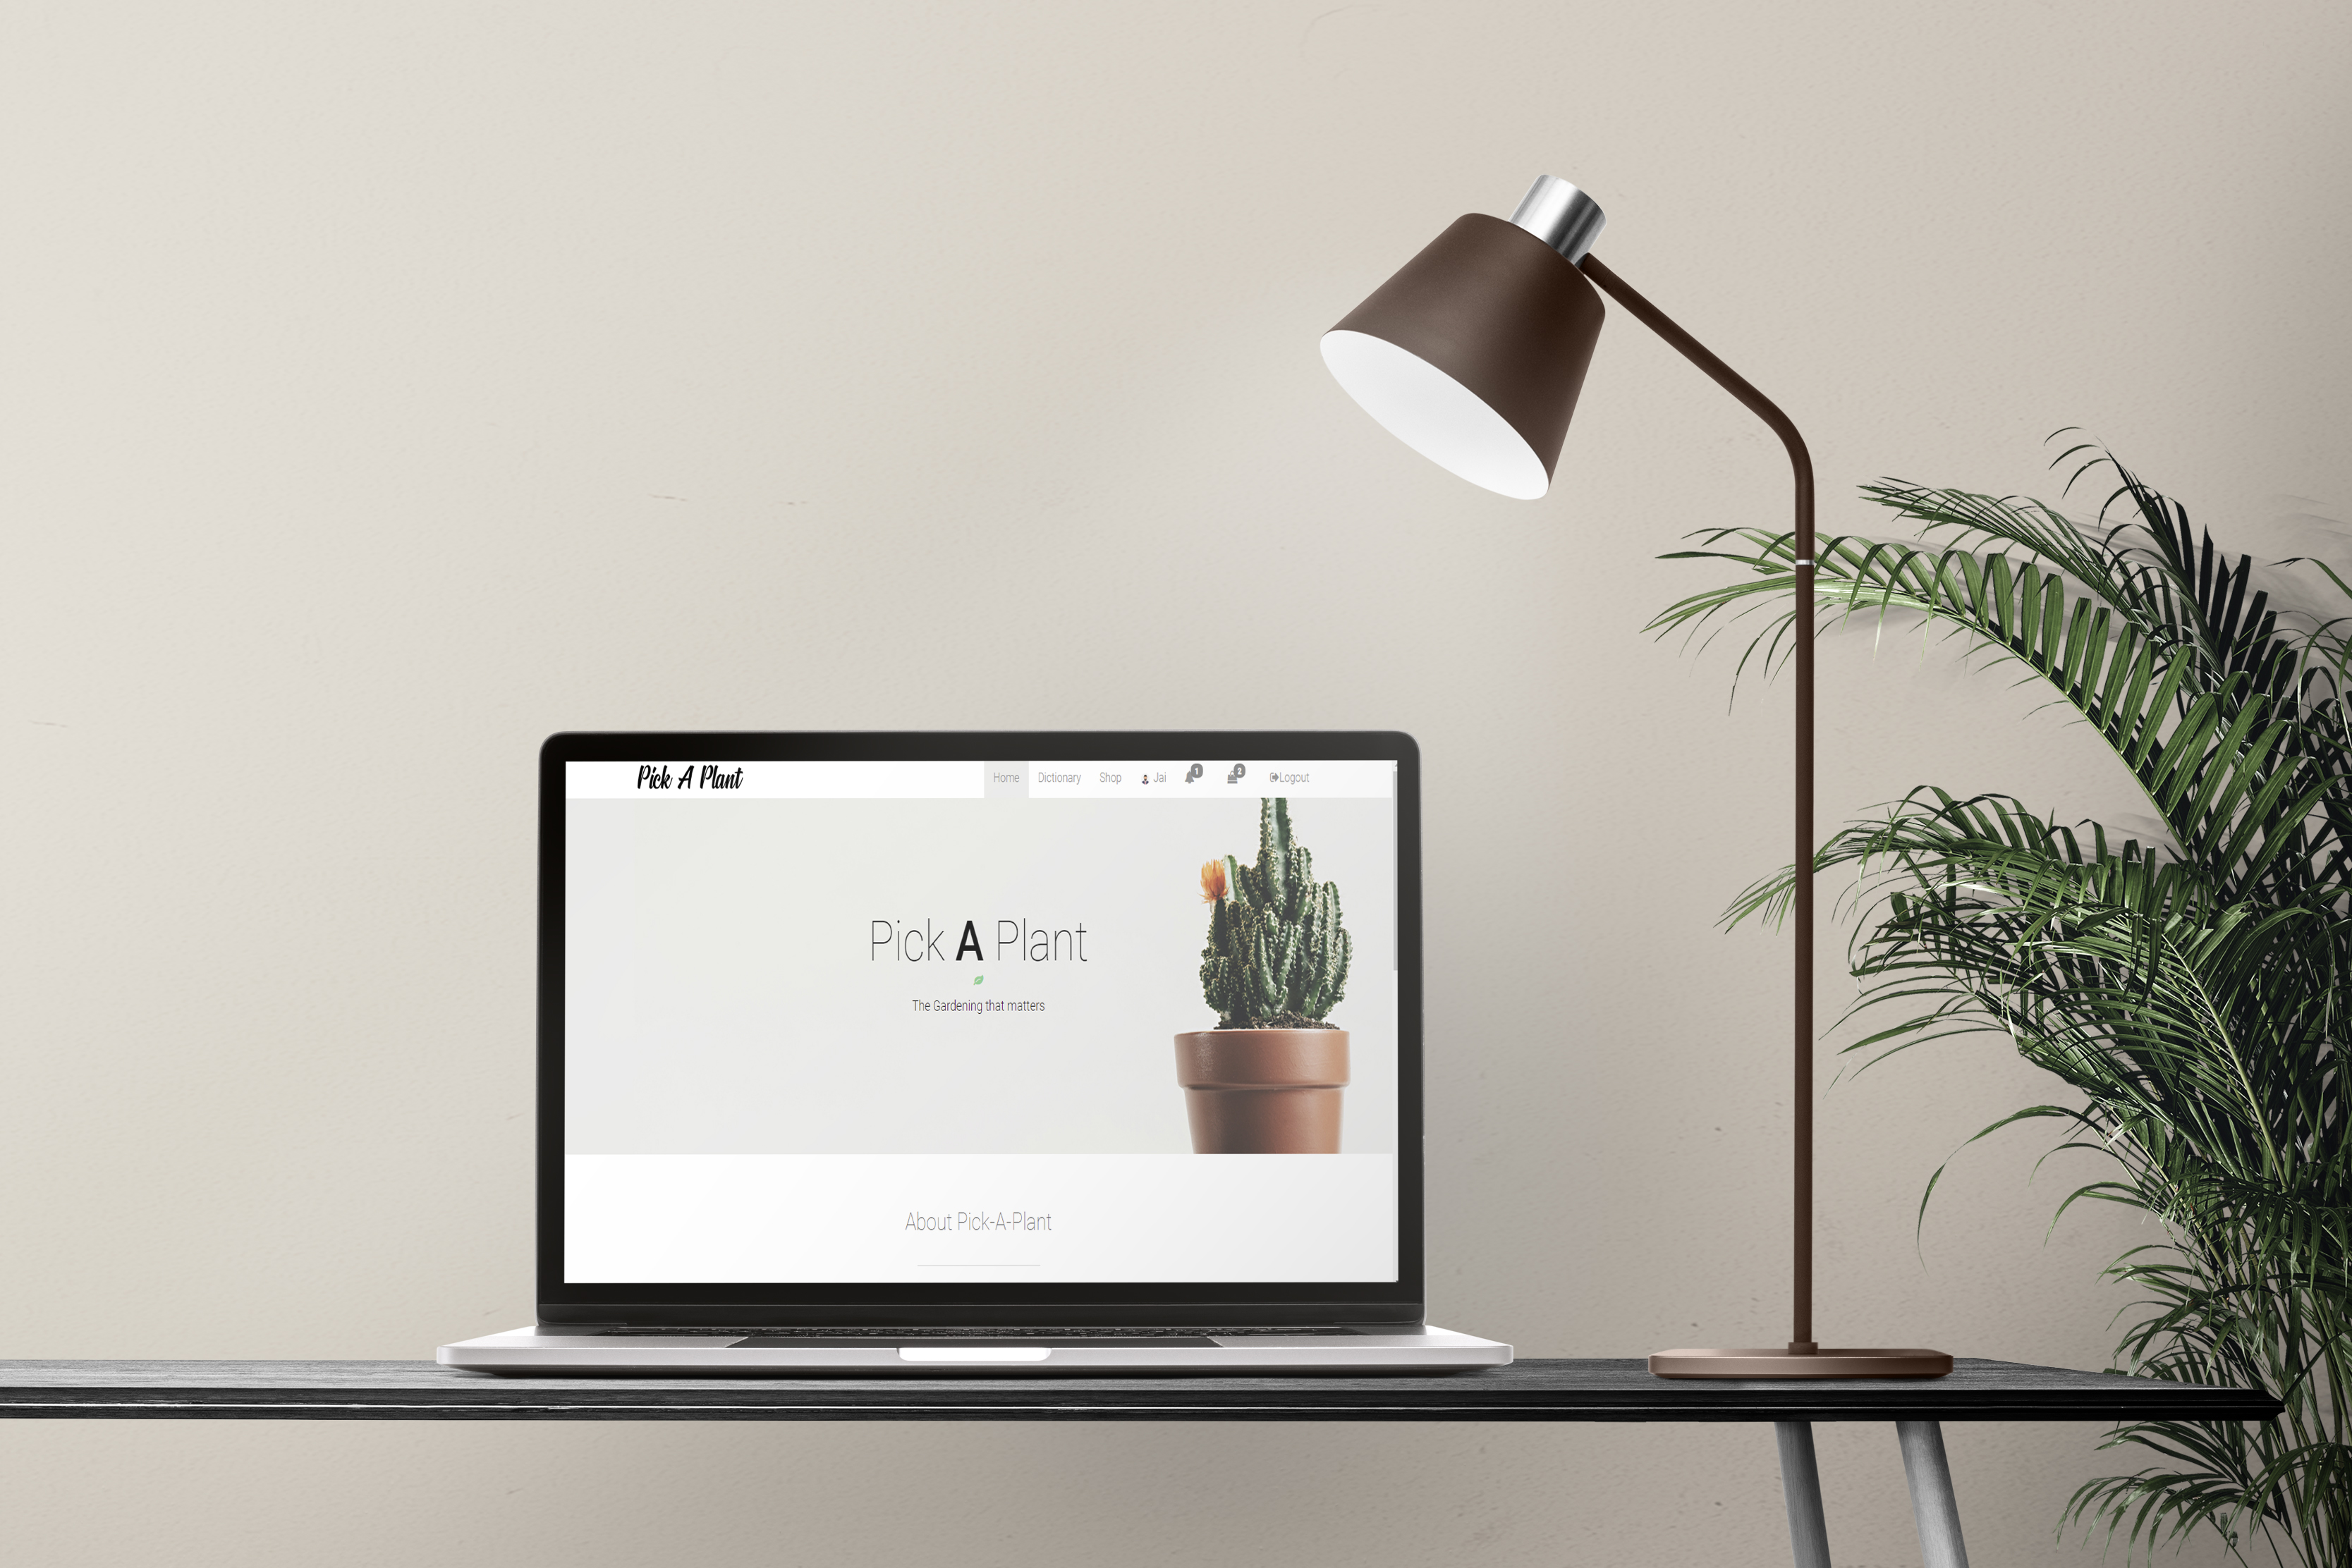 Pick A Plant
Home Dictionary Shop Jai 1 2 Logout
Pick A Plant
The Gardening that matters
About Pick-A-Plant